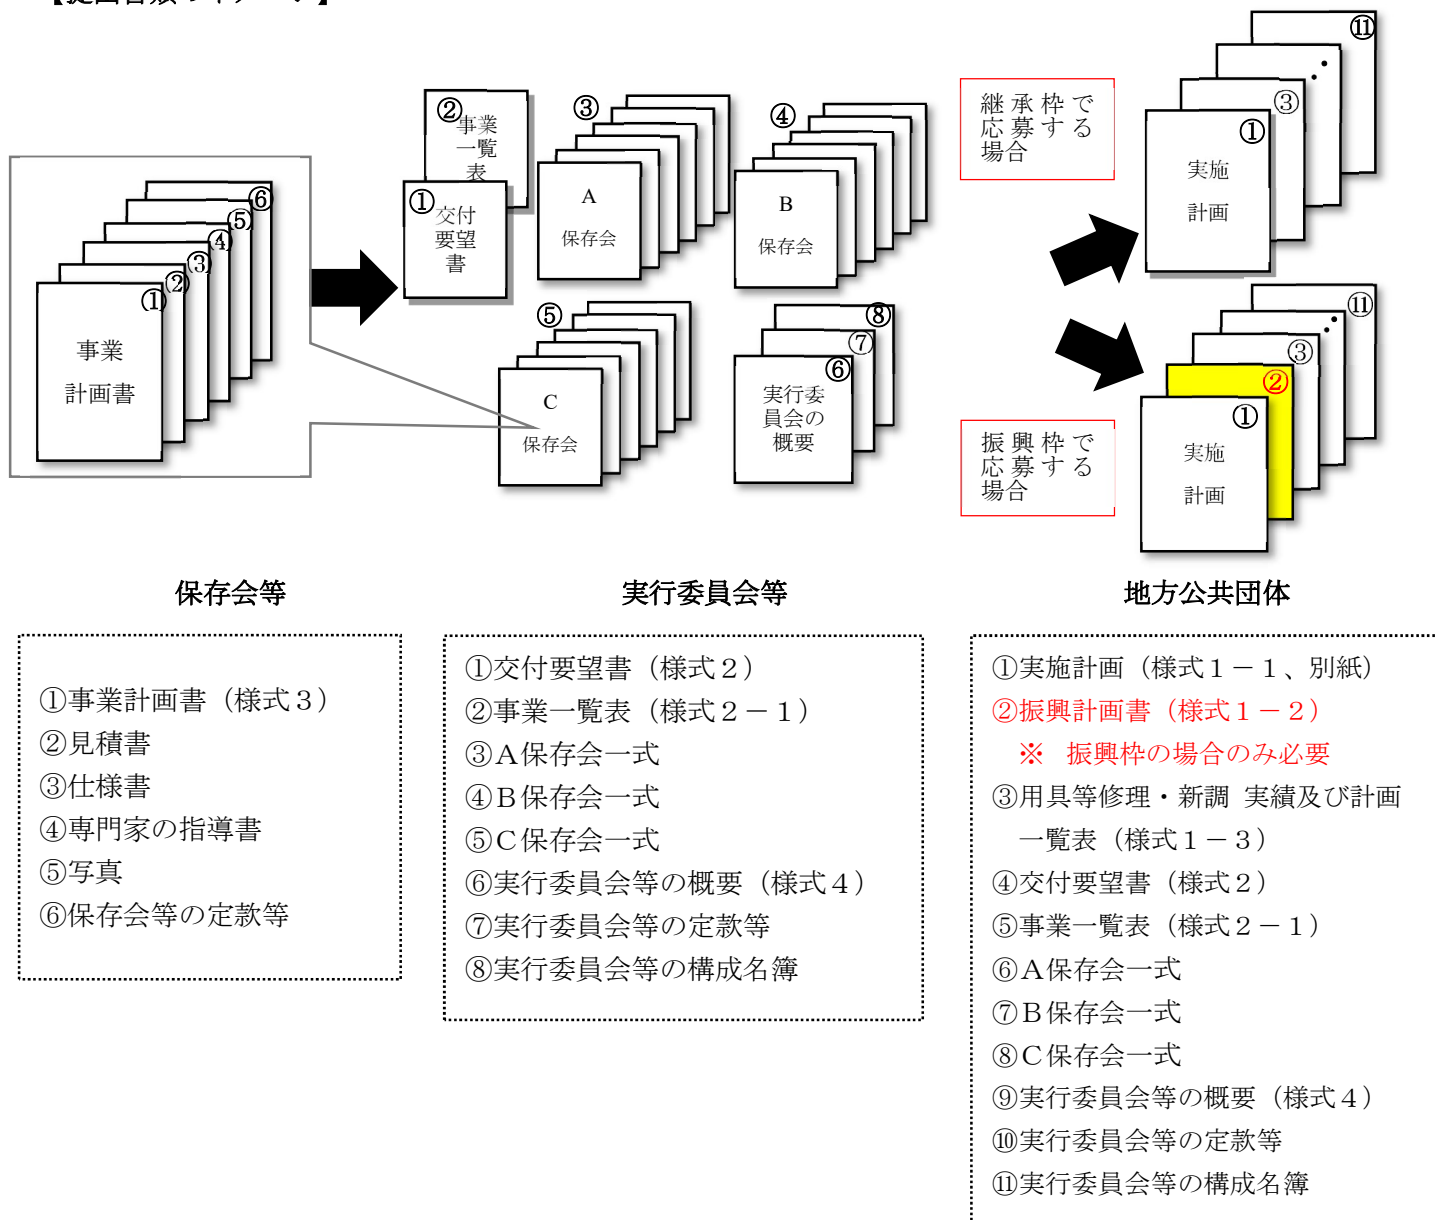 ⑥
⑤
④
③
②
①
事業
計画書
②
事業
一覧
表
①
交付
要望
書
③
A
保存会
④
B
保存会
⑤
C
保存会
⑧
⑦
⑥
実行委
員会の
概要
継承枠で
応募する
場合
⑪
③
①
実施
計画
振興枠で
応募する
場合
⑪
③
②
①
実施
計画
保存会等
①事業計画書（様式３）
②見積書
③仕様書
④専門家の指導書
⑤写真
⑥保存会等の定款等
実行委員会等
①交付要望書（様式２）
②事業一覧表（様式２－１）
③Ａ保存会一式
④Ｂ保存会一式
⑤Ｃ保存会一式
⑥実行委員会等の概要（様式４）
⑦実行委員会等の定款等
⑧実行委員会等の構成名簿
地方公共団体
①実施計画（様式１－１、別紙）
②振興計画書（様式１－２）
※　振興枠の場合のみ必要
③用具等修理・新調 実績及び計画
一覧表（様式１－３）
④交付要望書（様式２）
⑤事業一覧表（様式２－１）
⑥Ａ保存会一式
⑦Ｂ保存会一式
⑧Ｃ保存会一式
⑨実行委員会等の概要（様式４）
⑩実行委員会等の定款等
⑪実行委員会等の構成名簿